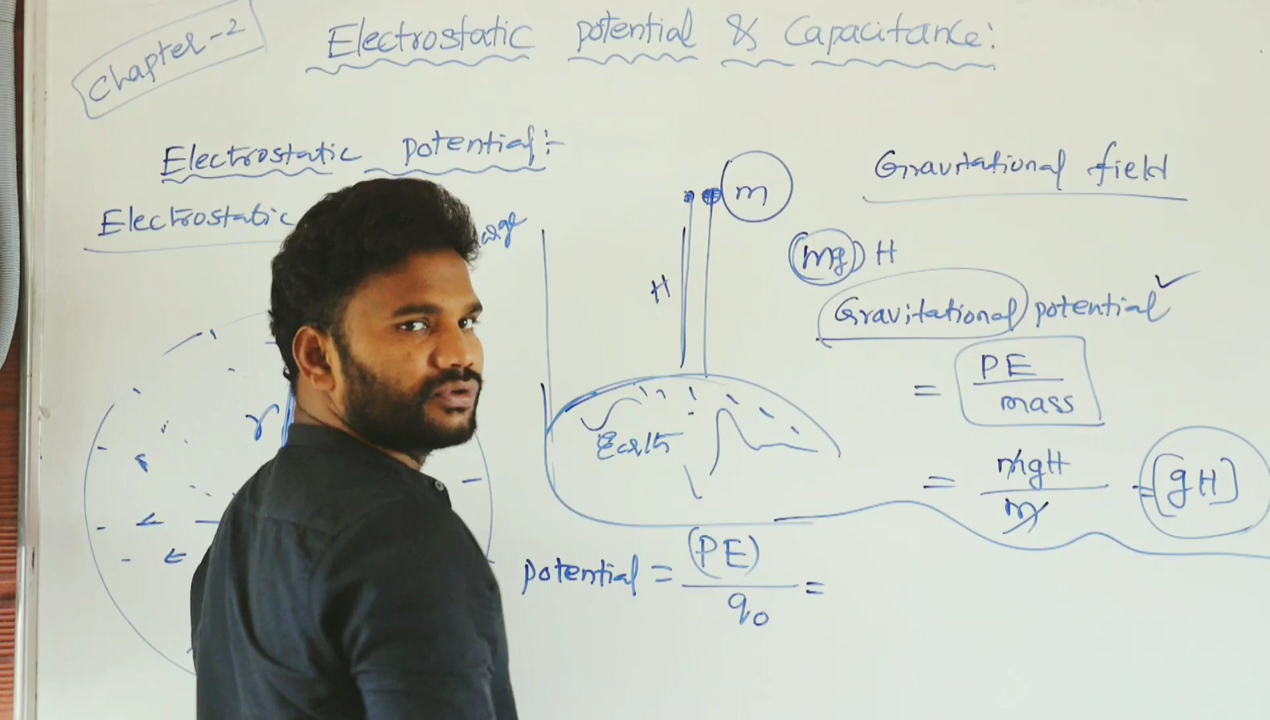 Chapter-2
Electrostatic potential & Capacitance:
Electrostatic potential:-
Electrostatic
r
m
H
Earth
Gravitational field
(mg) H
Gravitational potential ✓
= PE / mass
= mgH / m = (gH)
potential = (PE) / q₀ =